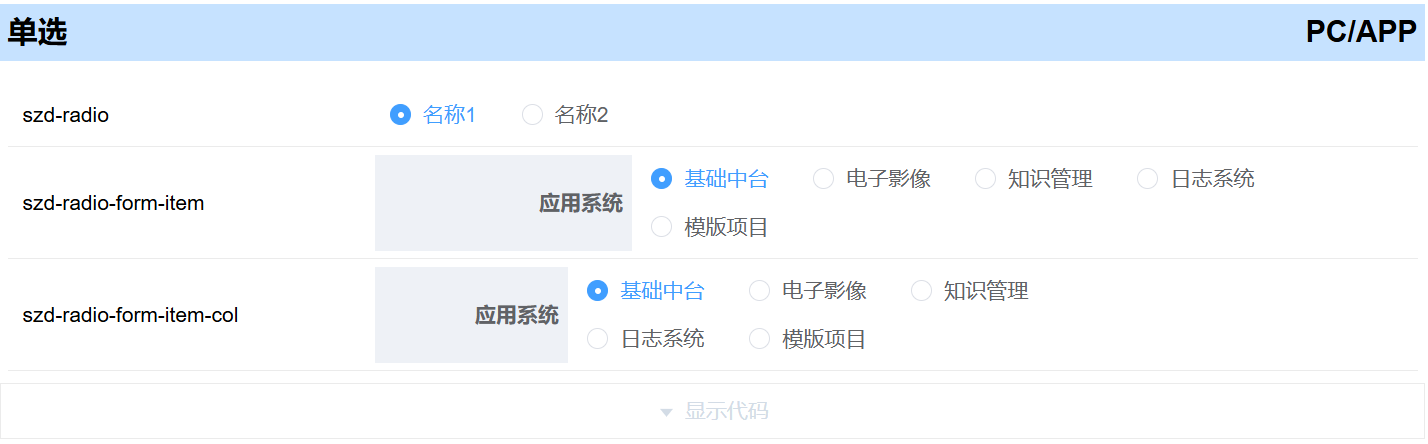 单选 PC/APP
szd-radio 名称1 名称2
szd-radio-form-item 应用系统 基础中台 电子影像 知识管理 日志系统
模版项目
szd-radio-form-item-col 应用系统 基础中台 电子影像 知识管理
日志系统 模版项目
显示代码